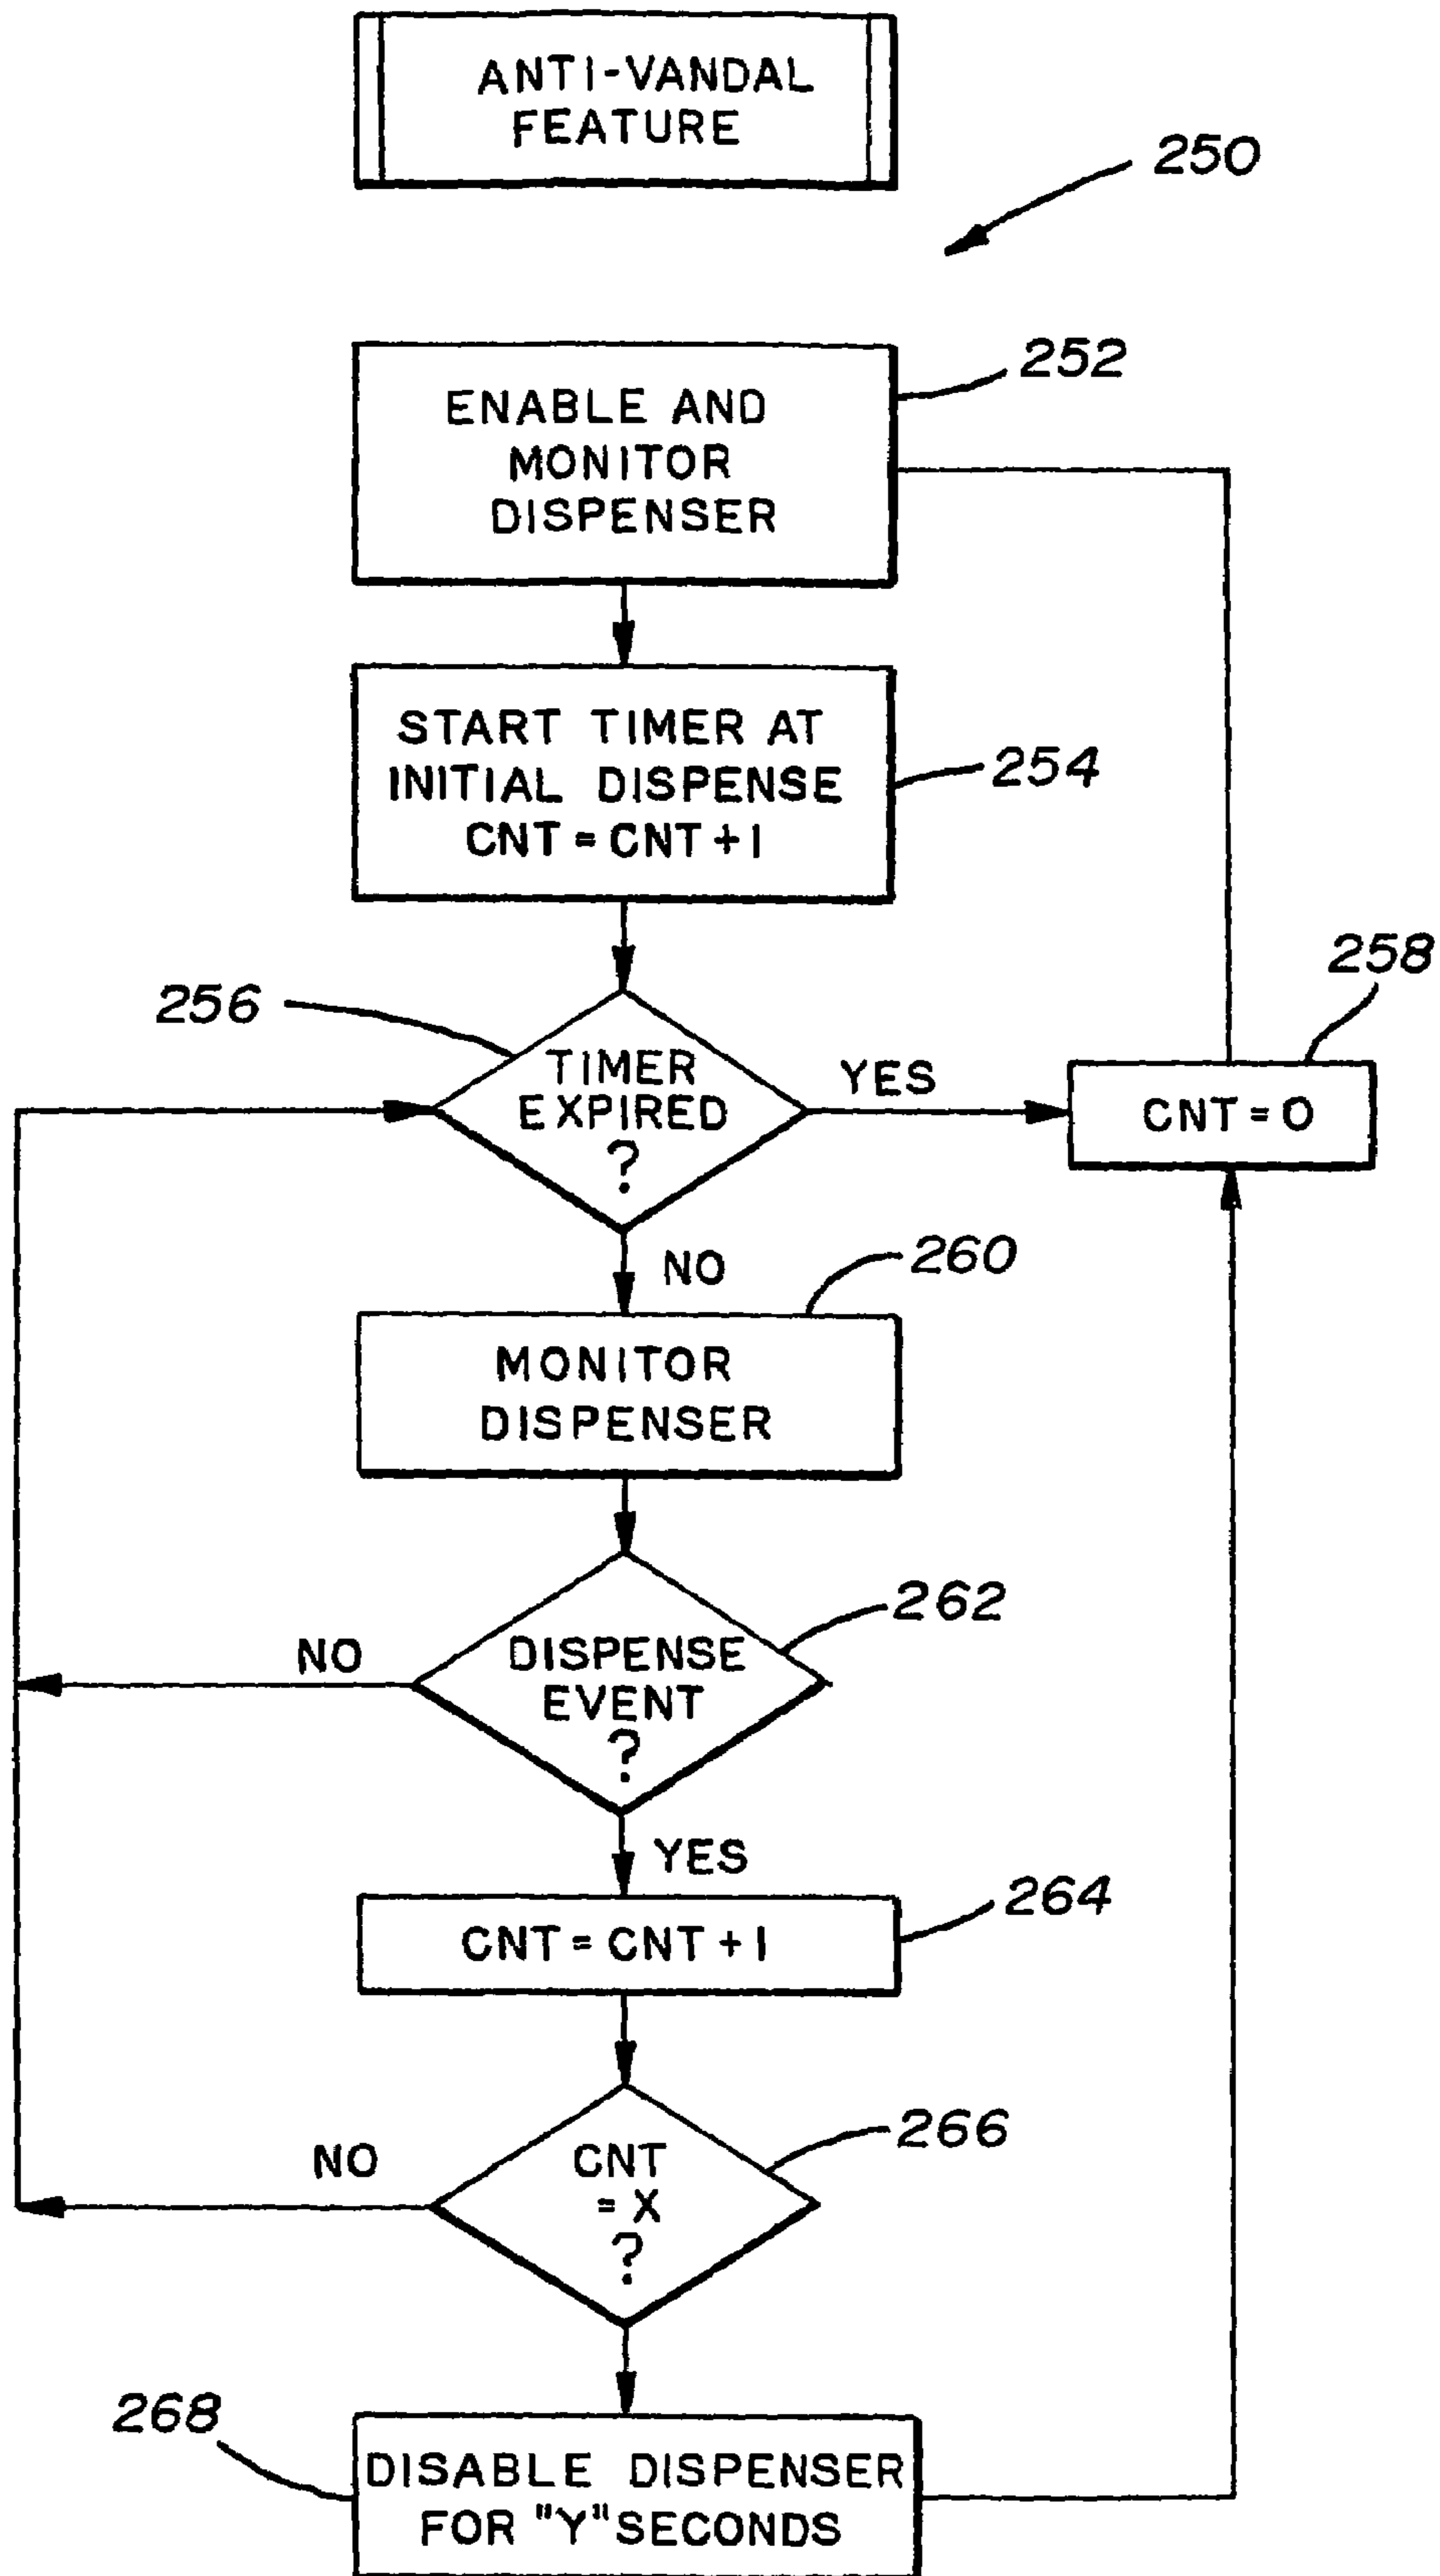 ANTI-VANDAL
FEATURE
250
252
ENABLE AND
MONITOR
DISPENSER
START TIMER AT
INITIAL DISPENSE
CNT = CNT + 1
254
256
TIMER
EXPIRED
?
YES
258
CNT = 0
NO
260
MONITOR
DISPENSER
262
DISPENSE
EVENT
?
NO
YES
264
CNT = CNT + 1
266
CNT
= X
?
NO
268
DISABLE DISPENSER
FOR "Y" SECONDS